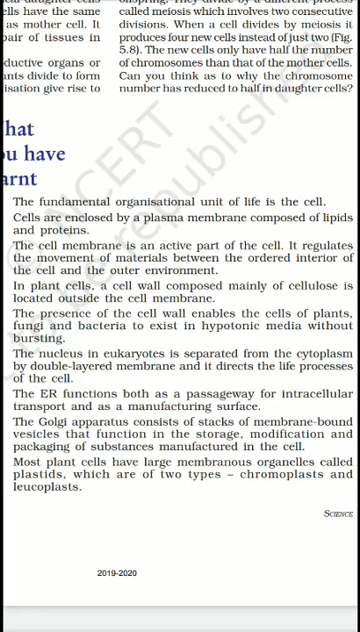 ells have the same
as mother cell. It
pair of tissues in
ductive organs or
nts divide to form
isation give rise to
called meiosis which involves two consecutive
divisions. When a cell divides by meiosis it
produces four new cells instead of just two (Fig.
5.8). The new cells only have half the number
of chromosomes than that of the mother cells.
Can you think as to why the chromosome
number has reduced to half in daughter cells?
hat
u have
arnt
The fundamental organisational unit of life is the cell.
Cells are enclosed by a plasma membrane composed of lipids
and proteins.
The cell membrane is an active part of the cell. It regulates
the movement of materials between the ordered interior of
the cell and the outer environment.
In plant cells, a cell wall composed mainly of cellulose is
located outside the cell membrane.
The presence of the cell wall enables the cells of plants,
fungi and bacteria to exist in hypotonic media without
bursting.
The nucleus in eukaryotes is separated from the cytoplasm
by double-layered membrane and it directs the life processes
of the cell.
The ER functions both as a passageway for intracellular
transport and as a manufacturing surface.
The Golgi apparatus consists of stacks of membrane-bound
vesicles that function in the storage, modification and
packaging of substances manufactured in the cell.
Most plant cells have large membranous organelles called
plastids, which are of two types – chromoplasts and
leucoplasts.
SCIENCE
2019-2020